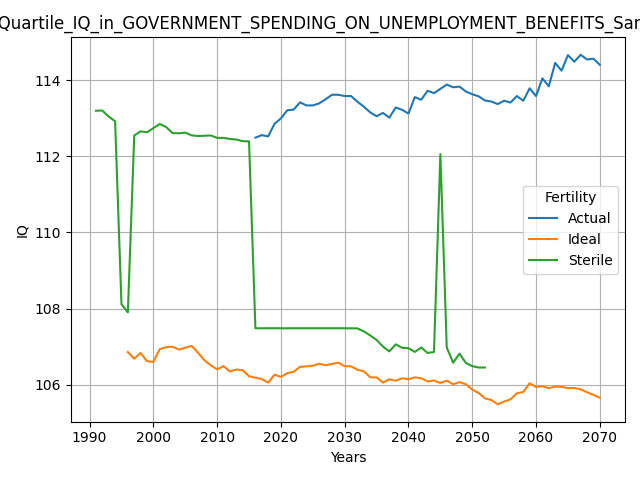 Quartile_IQ_in_GOVERNMENT_SPENDING_ON_UNEMPLOYMENT_BENEFITS_Sar
114
112
110
108
106
IQ
Fertility
Actual
Ideal
Sterile
1990 2000 2010 2020 2030 2040 2050 2060 2070
Years